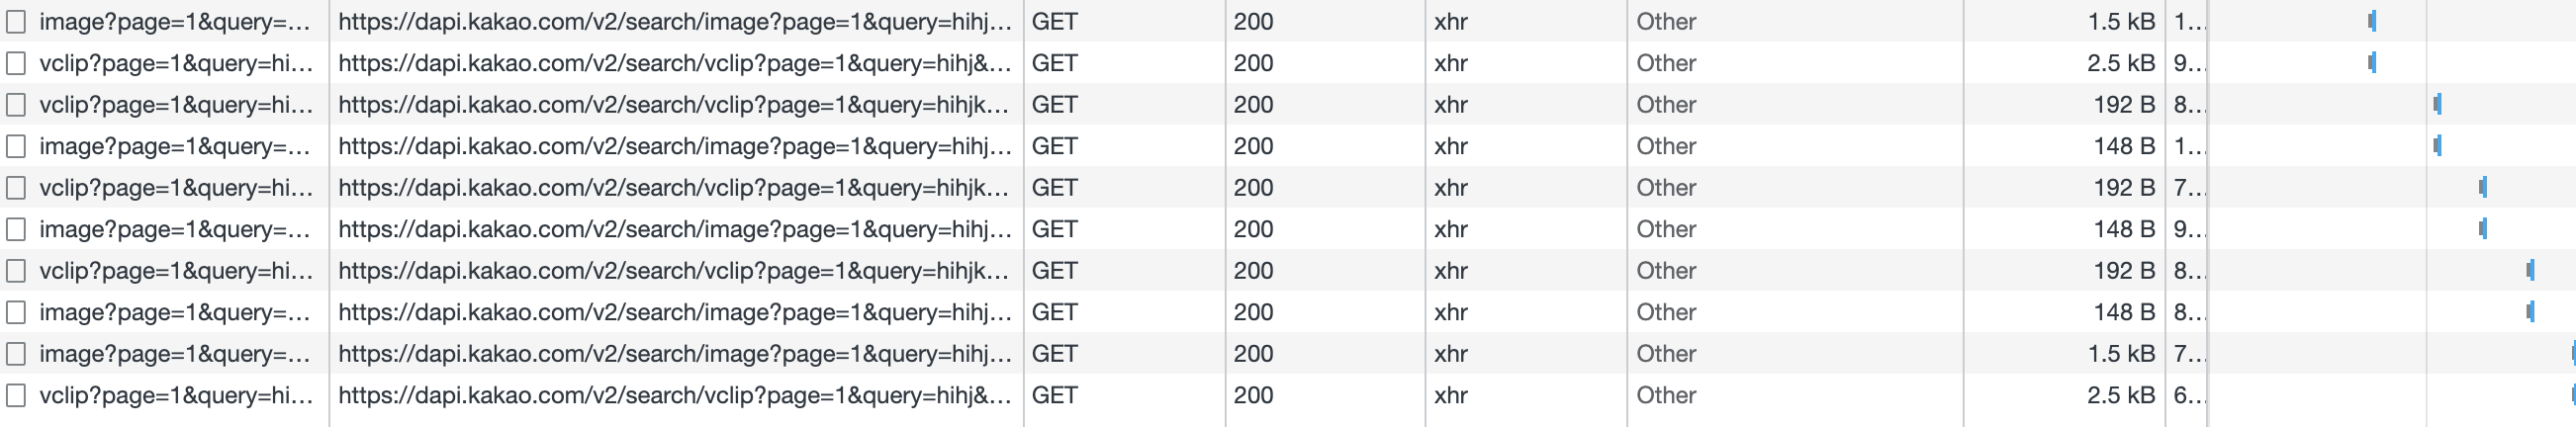 image?page=1&query=... https://dapi.kakao.com/v2/search/image?page=1&query=hihj... GET 200 xhr Other 1.5 kB 1...
vclip?page=1&query=hi... https://dapi.kakao.com/v2/search/vclip?page=1&query=hihj&... GET 200 xhr Other 2.5 kB 9...
vclip?page=1&query=hi... https://dapi.kakao.com/v2/search/vclip?page=1&query=hihjk... GET 200 xhr Other 192 B 8...
image?page=1&query=... https://dapi.kakao.com/v2/search/image?page=1&query=hihj... GET 200 xhr Other 148 B 1...
vclip?page=1&query=hi... https://dapi.kakao.com/v2/search/vclip?page=1&query=hihjk... GET 200 xhr Other 192 B 7...
image?page=1&query=... https://dapi.kakao.com/v2/search/image?page=1&query=hihj... GET 200 xhr Other 148 B 9...
vclip?page=1&query=hi... https://dapi.kakao.com/v2/search/vclip?page=1&query=hihjk... GET 200 xhr Other 192 B 8...
image?page=1&query=... https://dapi.kakao.com/v2/search/image?page=1&query=hihj... GET 200 xhr Other 148 B 8...
image?page=1&query=... https://dapi.kakao.com/v2/search/image?page=1&query=hihj... GET 200 xhr Other 1.5 kB 7...
vclip?page=1&query=hi... https://dapi.kakao.com/v2/search/vclip?page=1&query=hihj&... GET 200 xhr Other 2.5 kB 6...